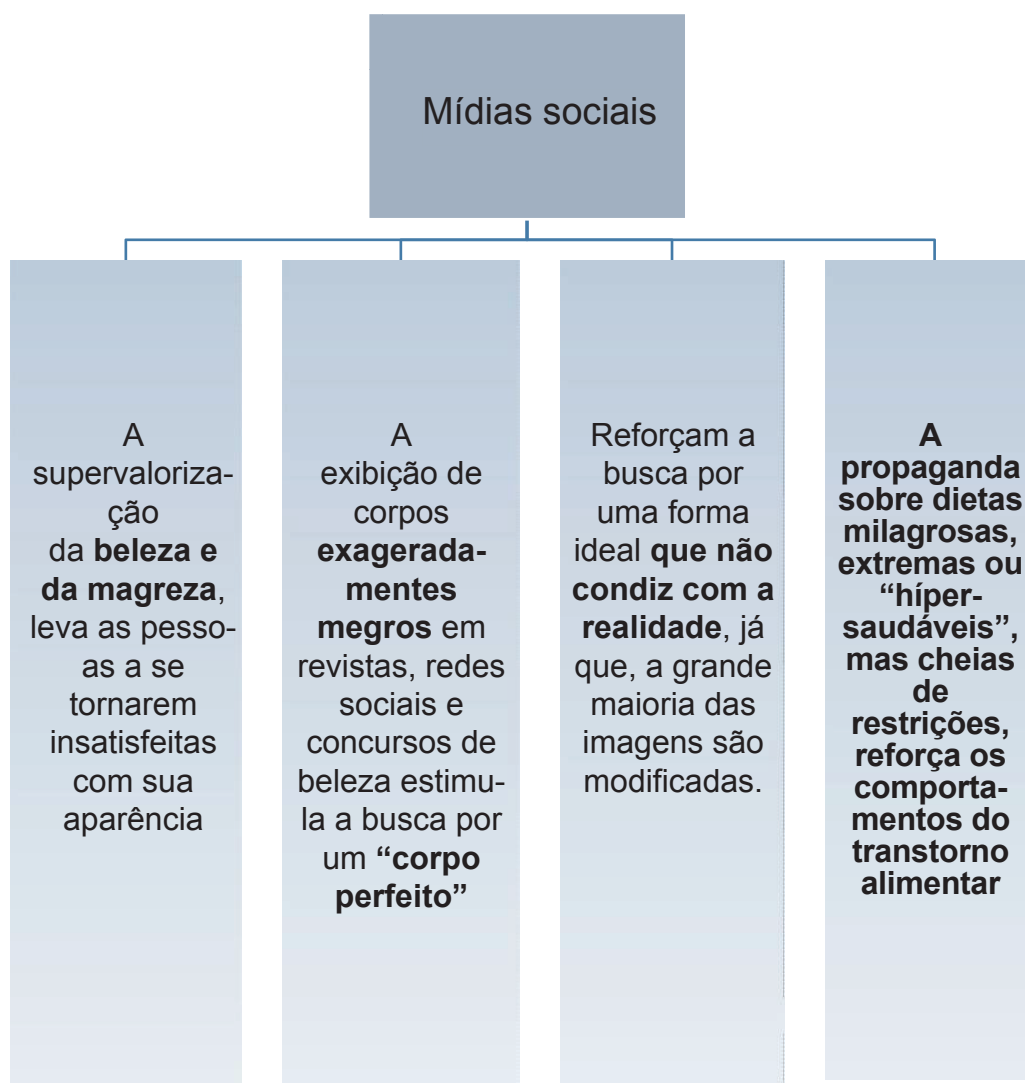 Mídias sociais
A
supervaloriza-
ção
da beleza e
da magreza,
leva as pesso-
as a se
tornarem
insatisfeitas
com sua
aparência
A
exibição de
corpos
exagerada-
mentes
megros em
revistas, redes
sociais e
concursos de
beleza estimu-
la a busca por
um “corpo
perfeito”
Reforçam a
busca por
uma forma
ideal que não
condiz com a
realidade, já
que, a grande
maioria das
imagens são
modificadas.
A
propaganda
sobre dietas
milagrosas,
extremas ou
“híper-
saudáveis”,
mas cheias
de
restrições,
reforça os
comporta-
mentos do
transtorno
alimentar